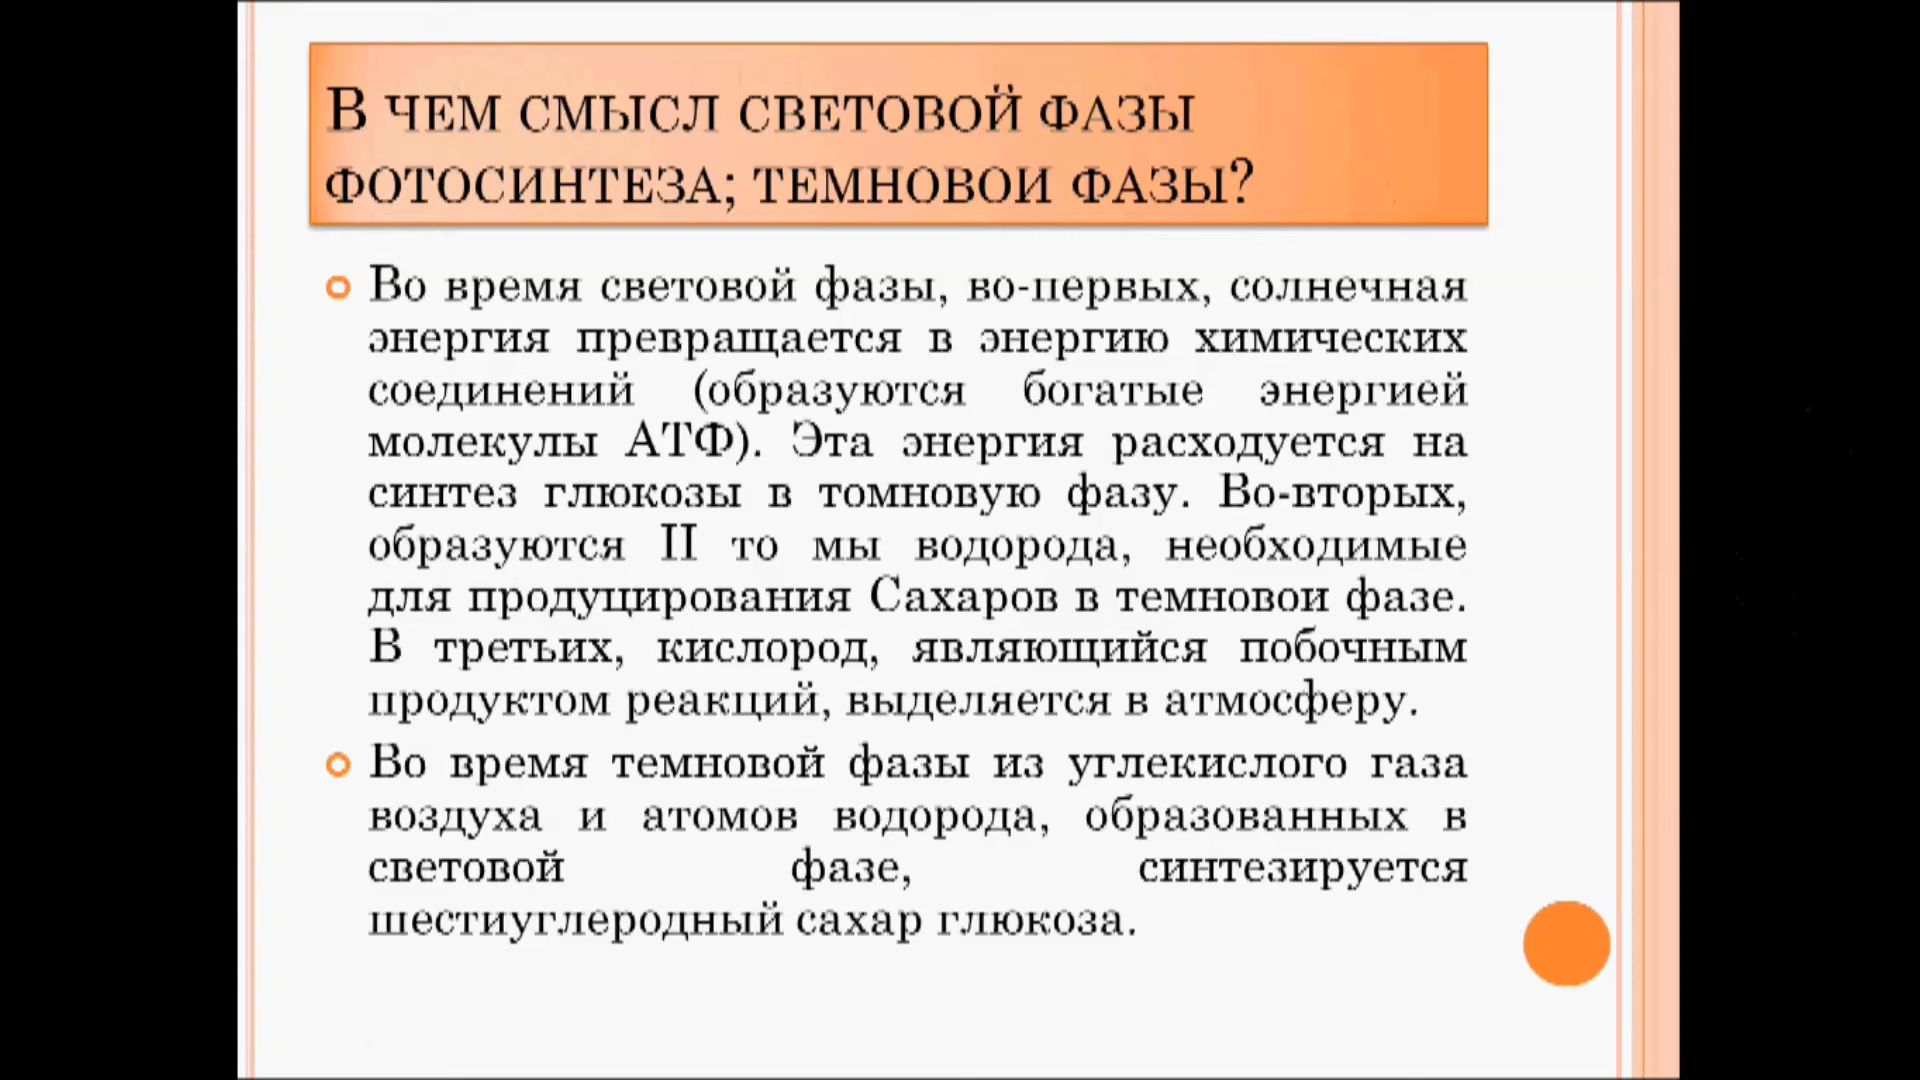 В ЧЕМ СМЫСЛ СВЕТОВОЙ ФАЗЫ
ФОТОСИНТЕЗА; ТЕМНОВОИ ФАЗЫ?
Во время световой фазы, во-первых, солнечная
энергия превращается в энергию химических
соединений (образуются богатые энергией
молекулы АТФ). Эта энергия расходуется на
синтез глюкозы в томновую фазу. Во-вторых,
образуются II то мы водорода, необходимые
для продуцирования Сахаров в темновои фазе.
В третьих, кислород, являющийся побочным
продуктом реакций, выделяется в атмосферу.
Во время темновой фазы из углекислого газа
воздуха и атомов водорода, образованных в
световой фазе, синтезируется
шестиуглеродный сахар глюкоза.